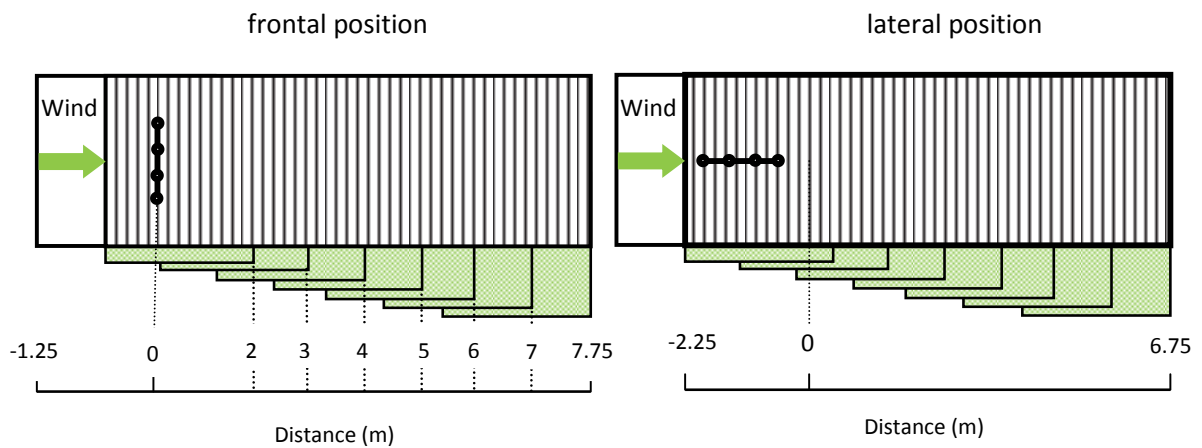 frontal position
lateral position
Wind
Wind
-1.25 0 2 3 4 5 6 7 7.75
-2.25 0 6.75
Distance (m)
Distance (m)